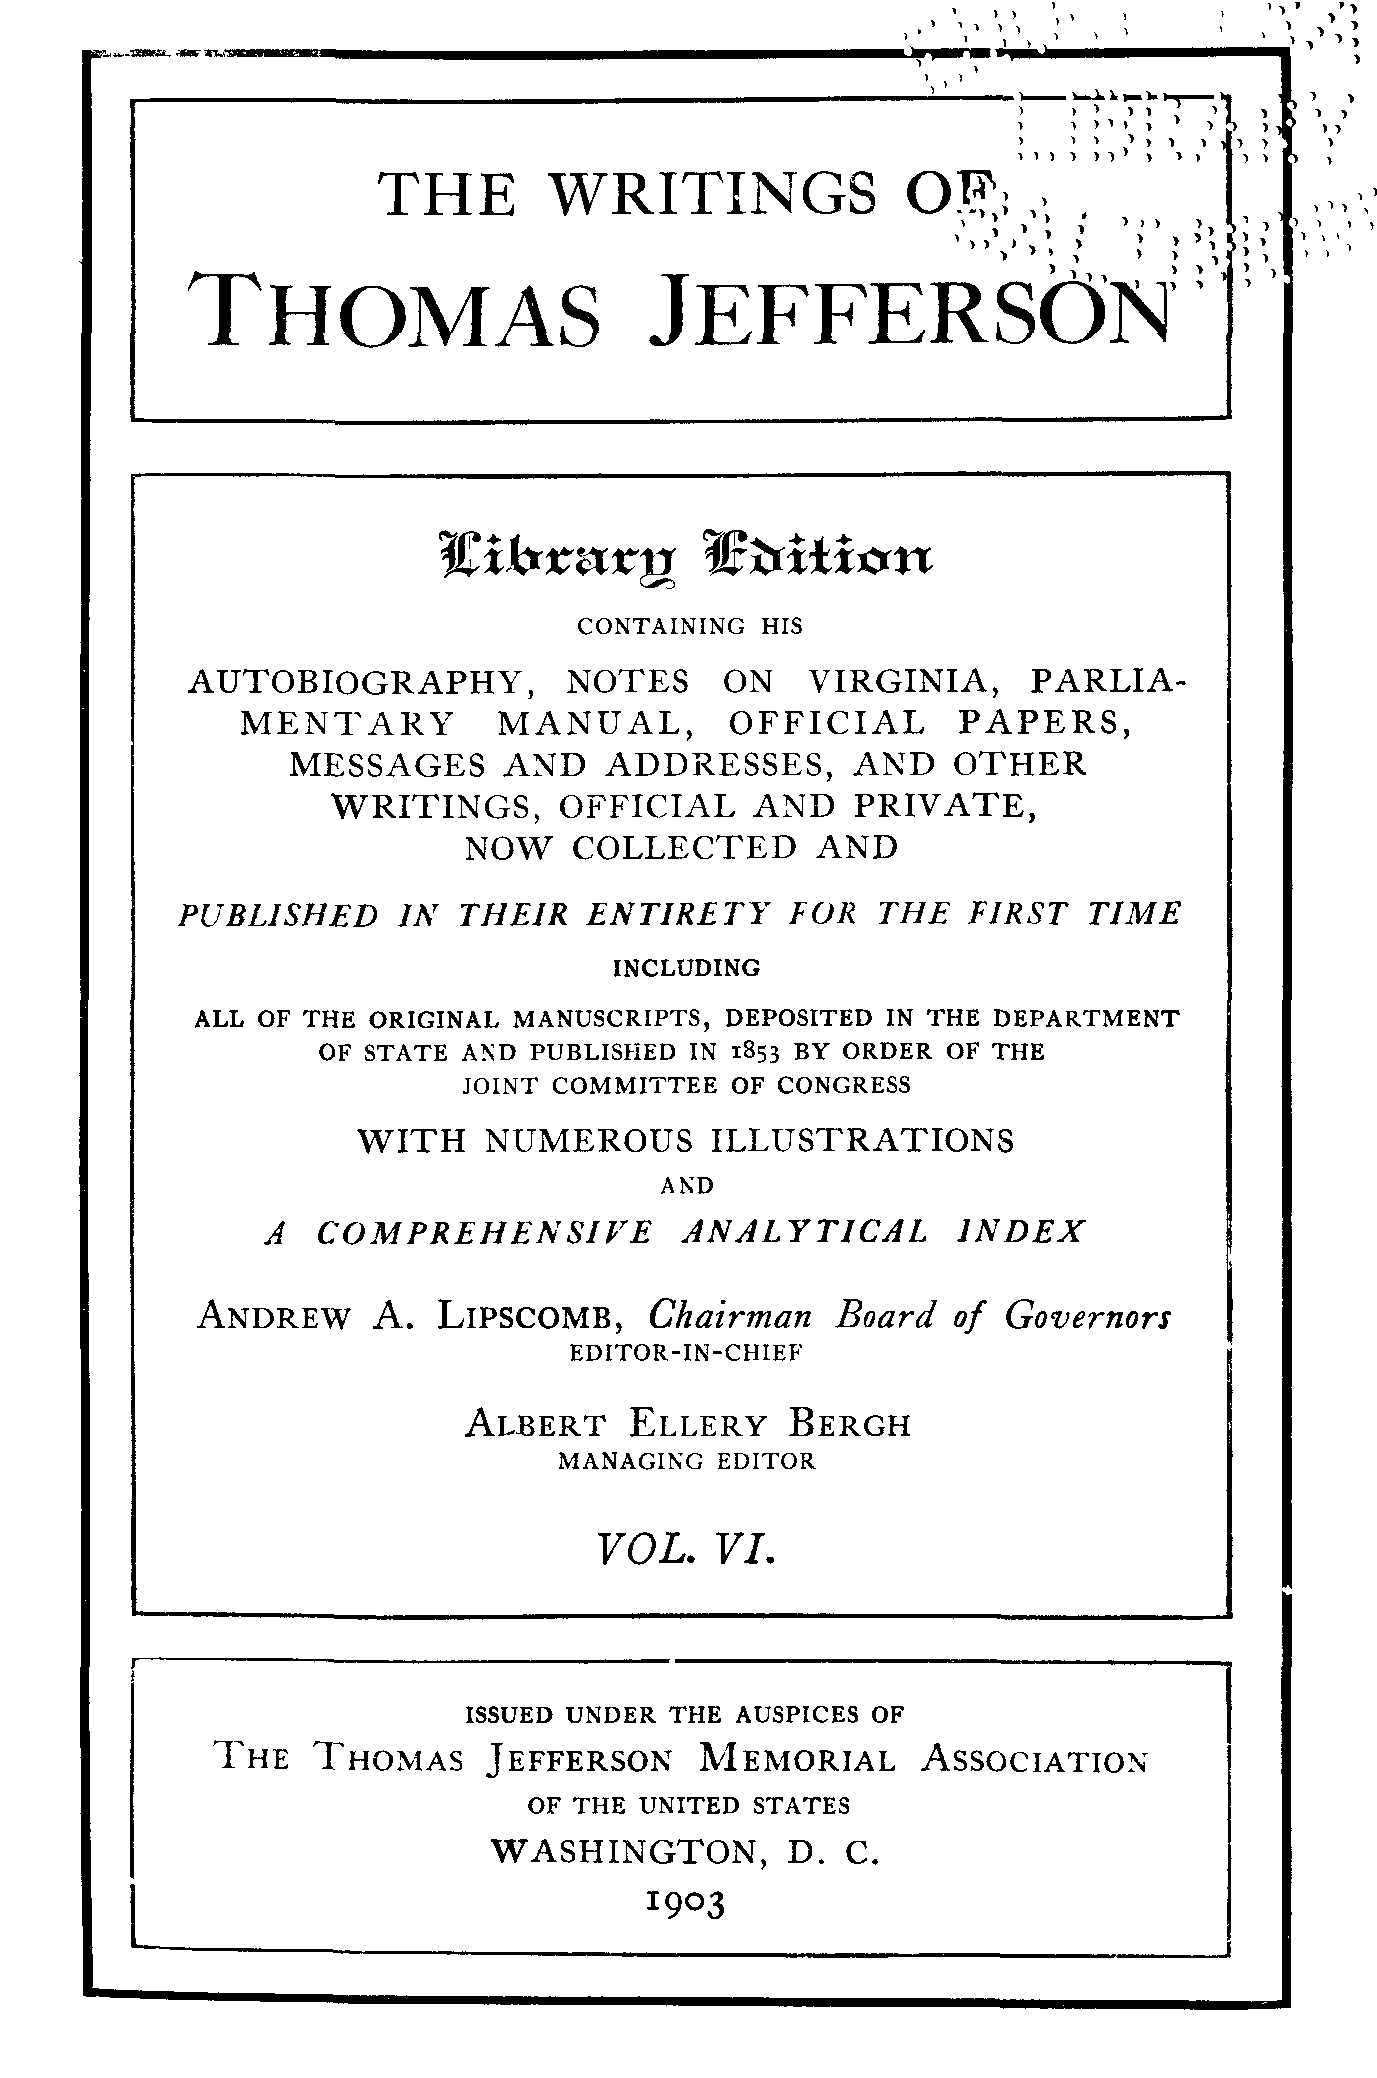 THE WRITINGS OF
THOMAS JEFFERSON
Library Edition
CONTAINING HIS
AUTOBIOGRAPHY, NOTES ON VIRGINIA, PARLIA-
MENTARY MANUAL, OFFICIAL PAPERS,
MESSAGES AND ADDRESSES, AND OTHER
WRITINGS, OFFICIAL AND PRIVATE,
NOW COLLECTED AND
PUBLISHED IN THEIR ENTIRETY FOR THE FIRST TIME
INCLUDING
ALL OF THE ORIGINAL MANUSCRIPTS, DEPOSITED IN THE DEPARTMENT
OF STATE AND PUBLISHED IN 1853 BY ORDER OF THE
JOINT COMMITTEE OF CONGRESS
WITH NUMEROUS ILLUSTRATIONS
AND
A COMPREHENSIVE ANALYTICAL INDEX
ANDREW A. LIPSCOMB, Chairman Board of Governors
EDITOR-IN-CHIEF
ALBERT ELLERY BERGH
MANAGING EDITOR
VOL. VI.
ISSUED UNDER THE AUSPICES OF
THE THOMAS JEFFERSON MEMORIAL ASSOCIATION
OF THE UNITED STATES
WASHINGTON, D. C.
1903